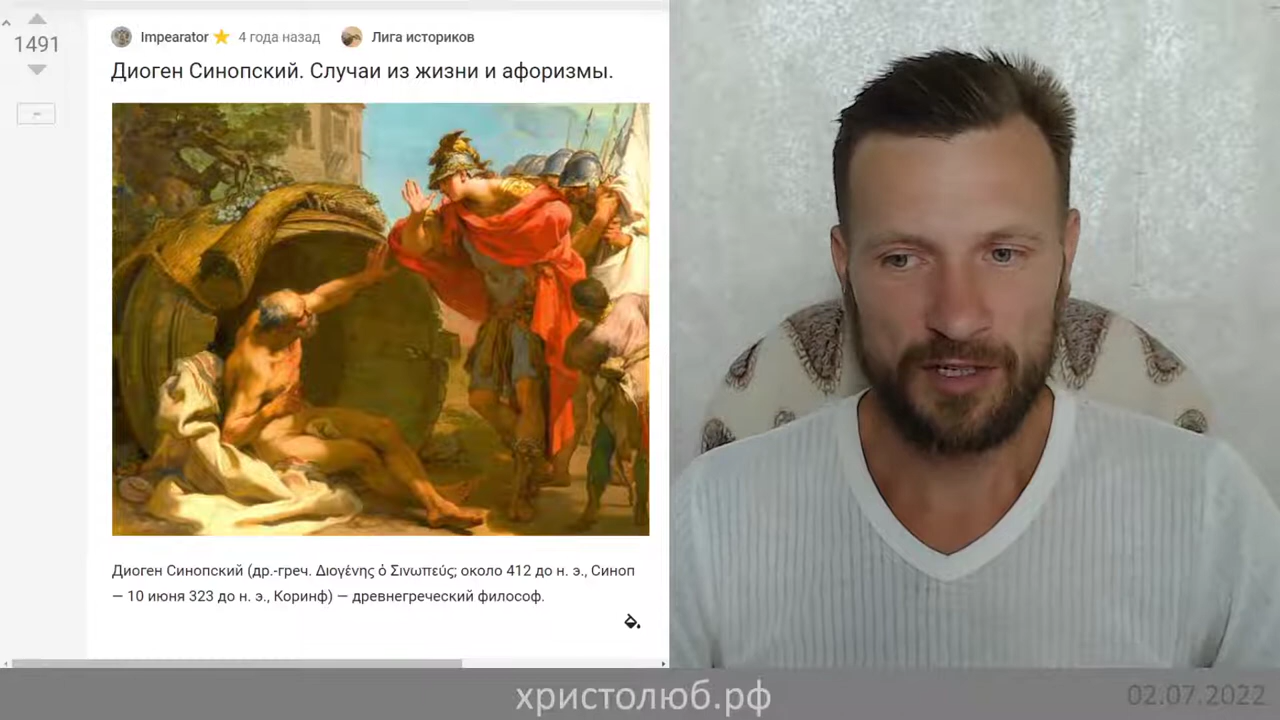 1491
Impearator 4 года назад Лига историков
Диоген Синопский. Случаи из жизни и афоризмы.
Диоген Синопский (др.-греч. Διογένης ὁ Σινωπεύς; около 412 до н. э., Синоп
— 10 июня 323 до н. э., Коринф) — древнегреческий философ.
христолюб.рф
02.07.2022